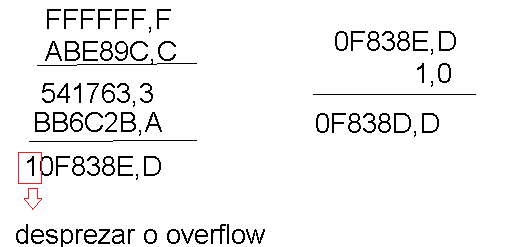 FFFFFF,F
ABE89C,C
541763,3
BB6C2B,A
10F838E,D
desprezar o overflow
0F838E,D
1,0
0F838D,D